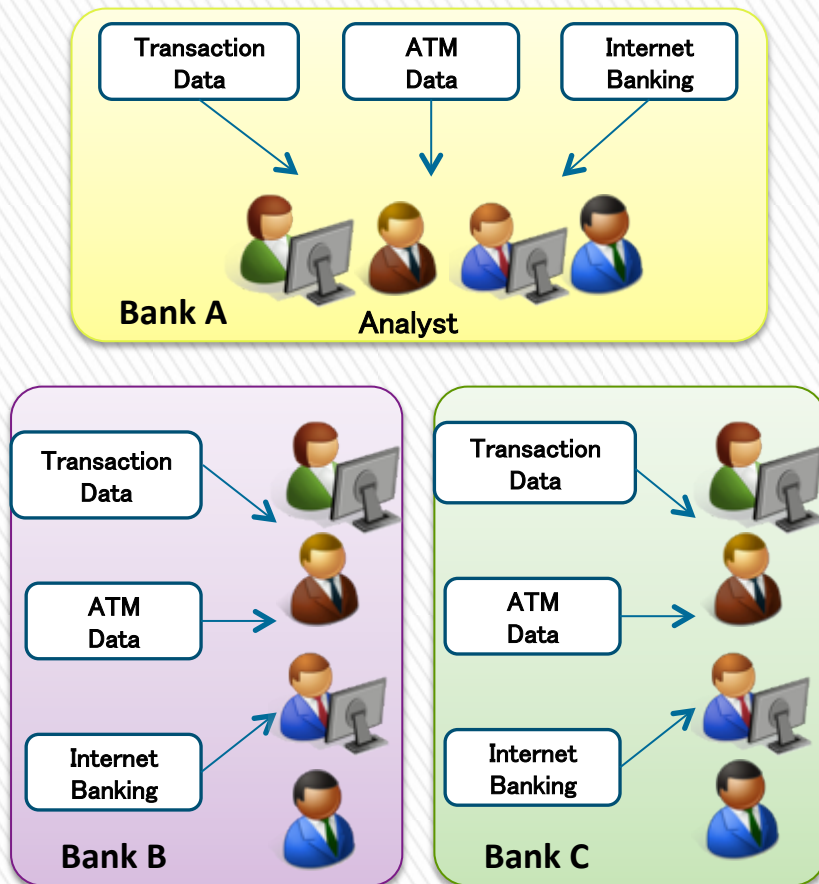 Transaction
Data
ATM
Data
Internet
Banking
Bank A
Analyst
Transaction
Data
ATM
Data
Internet
Banking
Bank B
Transaction
Data
ATM
Data
Internet
Banking
Bank C